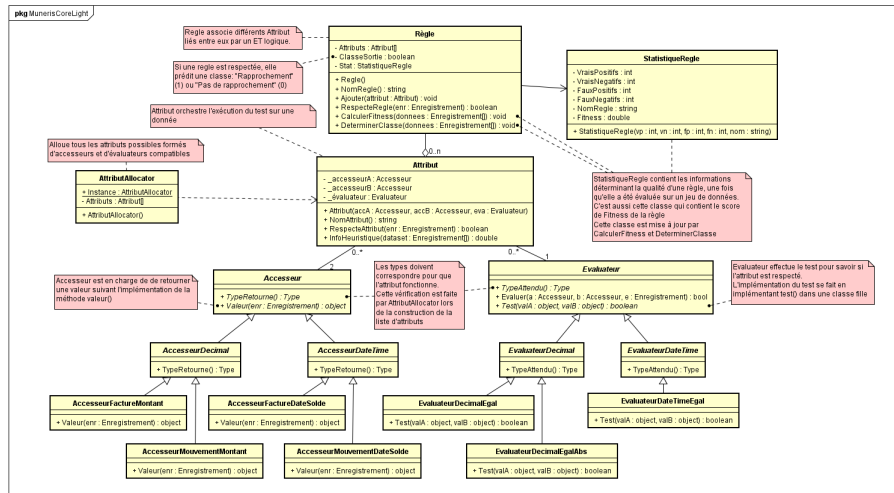 pkg MunerisCoreLight
Regle associe différents Attribut
liés entre eux par un ET logique.
Si une regle est respectée, elle
prédit une classe: "Rapprochement"
(1) ou "Pas de rapprochement" (0)
Règle
- Attributs : Attribut[]
- ClasseSortie : boolean
- Stat : StatistiqueRegle
+ Regle()
+ NomRegle() : string
+ Ajouter(attribut : Attribut) : void
+ RespecteRegle(enr : Enregistrement) : boolean
+ CalculerFitness(donnees : Enregistrement[]) : void
+ DeterminerClasse(donnees : Enregistrement[]) : void
StatistiqueRegle
- VraisPositifs : int
- VraisNegatifs : int
- FauxPositifs : int
- FauxNegatifs : int
- NomRegle : string
- Fitness : double
+ StatistiqueRegle(vp : int, vn : int, fp : int, fn : int, nom : string)
Attribut orchestre l'exécution du test sur une
donnée
Alloue tous les attributs possibles formés
d'accesseurs et d'évaluateurs compatibles
AttributAllocator
+ Instance : AttributAllocator
- Attributs : Attribut[]
+ AttributAllocator()
0..n
Attribut
- _accesseurA : Accesseur
- _accesseurB : Accesseur
- _évaluateur : Evaluateur
+ Attribut(accA : Accesseur, accB : Accesseur, eva : Evaluateur)
+ NomAttribut() : string
+ RespecteAttribut(enr : Enregistrement) : boolean
+ InfoHeuristique(dataset : Enregistrement[]) : double
StatistiqueRegle contient les informations
déterminant la qualité d'une règle, une fois
qu'elle a été évaluée sur un jeu de données.
C'est aussi cette classe qui contient le score
de Fitness de la règle
Cette classe est mise à jour par
CalculerFitness et DeterminerClasse
0..*
0..*
2
1
Accesseur est en charge de de retourner
une valeur suivant l'implémentation de la
méthode valeur()
Accesseur
+ TypeRetourne() : Type
+ Valeur(enr : Enregistrement) : object
Les types doivent
correspondre pour que
l'attribut fonctionne.
Cette vérification est faite
par AttributAllocator lors
de la construction de la
liste d'attributs
Evaluateur
+ TypeAttendu() : Type
+ Evaluer(a : Accesseur, b : Accesseur, e : Enregistrement) : bool
+ Test(valA : object, valB : object) : boolean
Evaluateur effectue le test pour savoir si
l'attribut est respecté.
L'implémentation du test se fait en
implémentant test() dans une classe fille
AccesseurDecimal
+ TypeRetourne() : Type
AccesseurDateTime
+ TypeRetourne() : Type
EvaluateurDecimal
+ TypeAttendu() : Type
EvaluateurDateTime
+ TypeAttendu() : Type
AccesseurFactureMontant
+ Valeur(enr : Enregistrement) : object
AccesseurFactureDateSolde
+ Valeur(enr : Enregistrement) : object
EvaluateurDecimalEgal
+ Test(valA : object, valB : object) : boolean
EvaluateurDateTimeEgal
+ Test(valA : object, valB : object) : boolean
AccesseurMouvementMontant
+ Valeur(enr : Enregistrement) : object
AccesseurMouvementDateSolde
+ Valeur(enr : Enregistrement) : object
EvaluateurDecimalEgalAbs
+ Test(valA : object, valB : object) : boolean